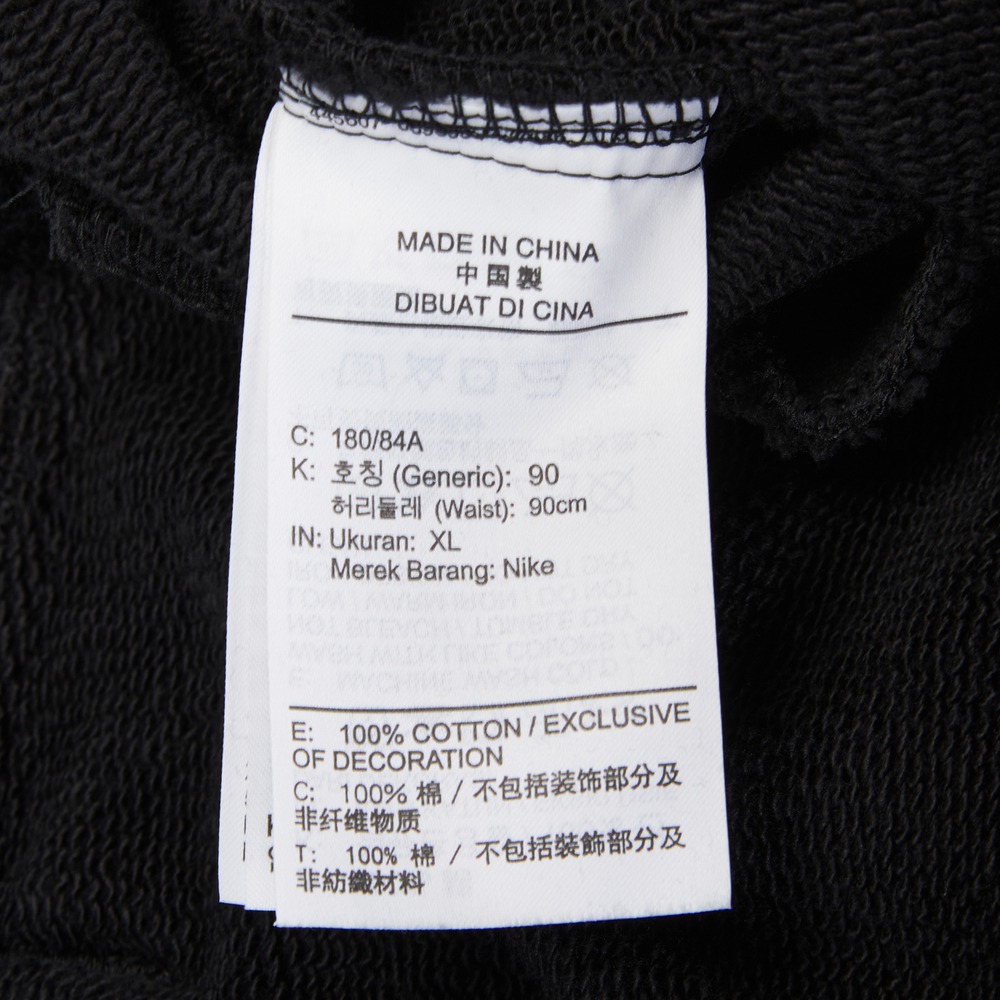 MADE IN CHINA
中国製
DIBUAT DI CINA
C: 180/84A
K: 호칭 (Generic): 90
허리둘레 (Waist): 90cm
IN: Ukuran: XL
Merek Barang: Nike
E: 100% COTTON / EXCLUSIVE
OF DECORATION
C: 100% 棉 / 不包括装饰部分及
非纤维物质
T: 100% 棉 / 不包括裝飾部分及
非紡織材料